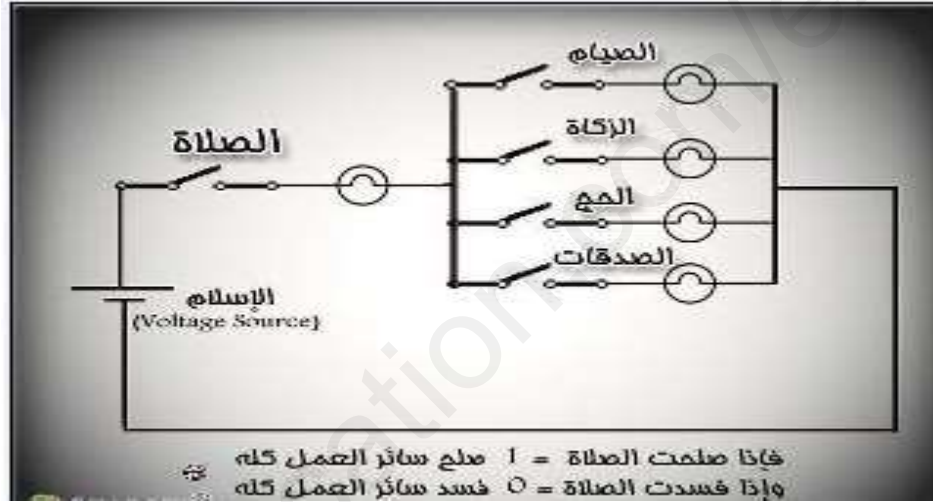 الصيام
الزكاة
الصلاة
الحج
الصدقات
الإسلام
(Voltage Source)
فإذا صلحت الصلاة = 1 صلح سائر العمل كله
وإذا فسدت الصلاة = 0 فسد سائر العمل كله